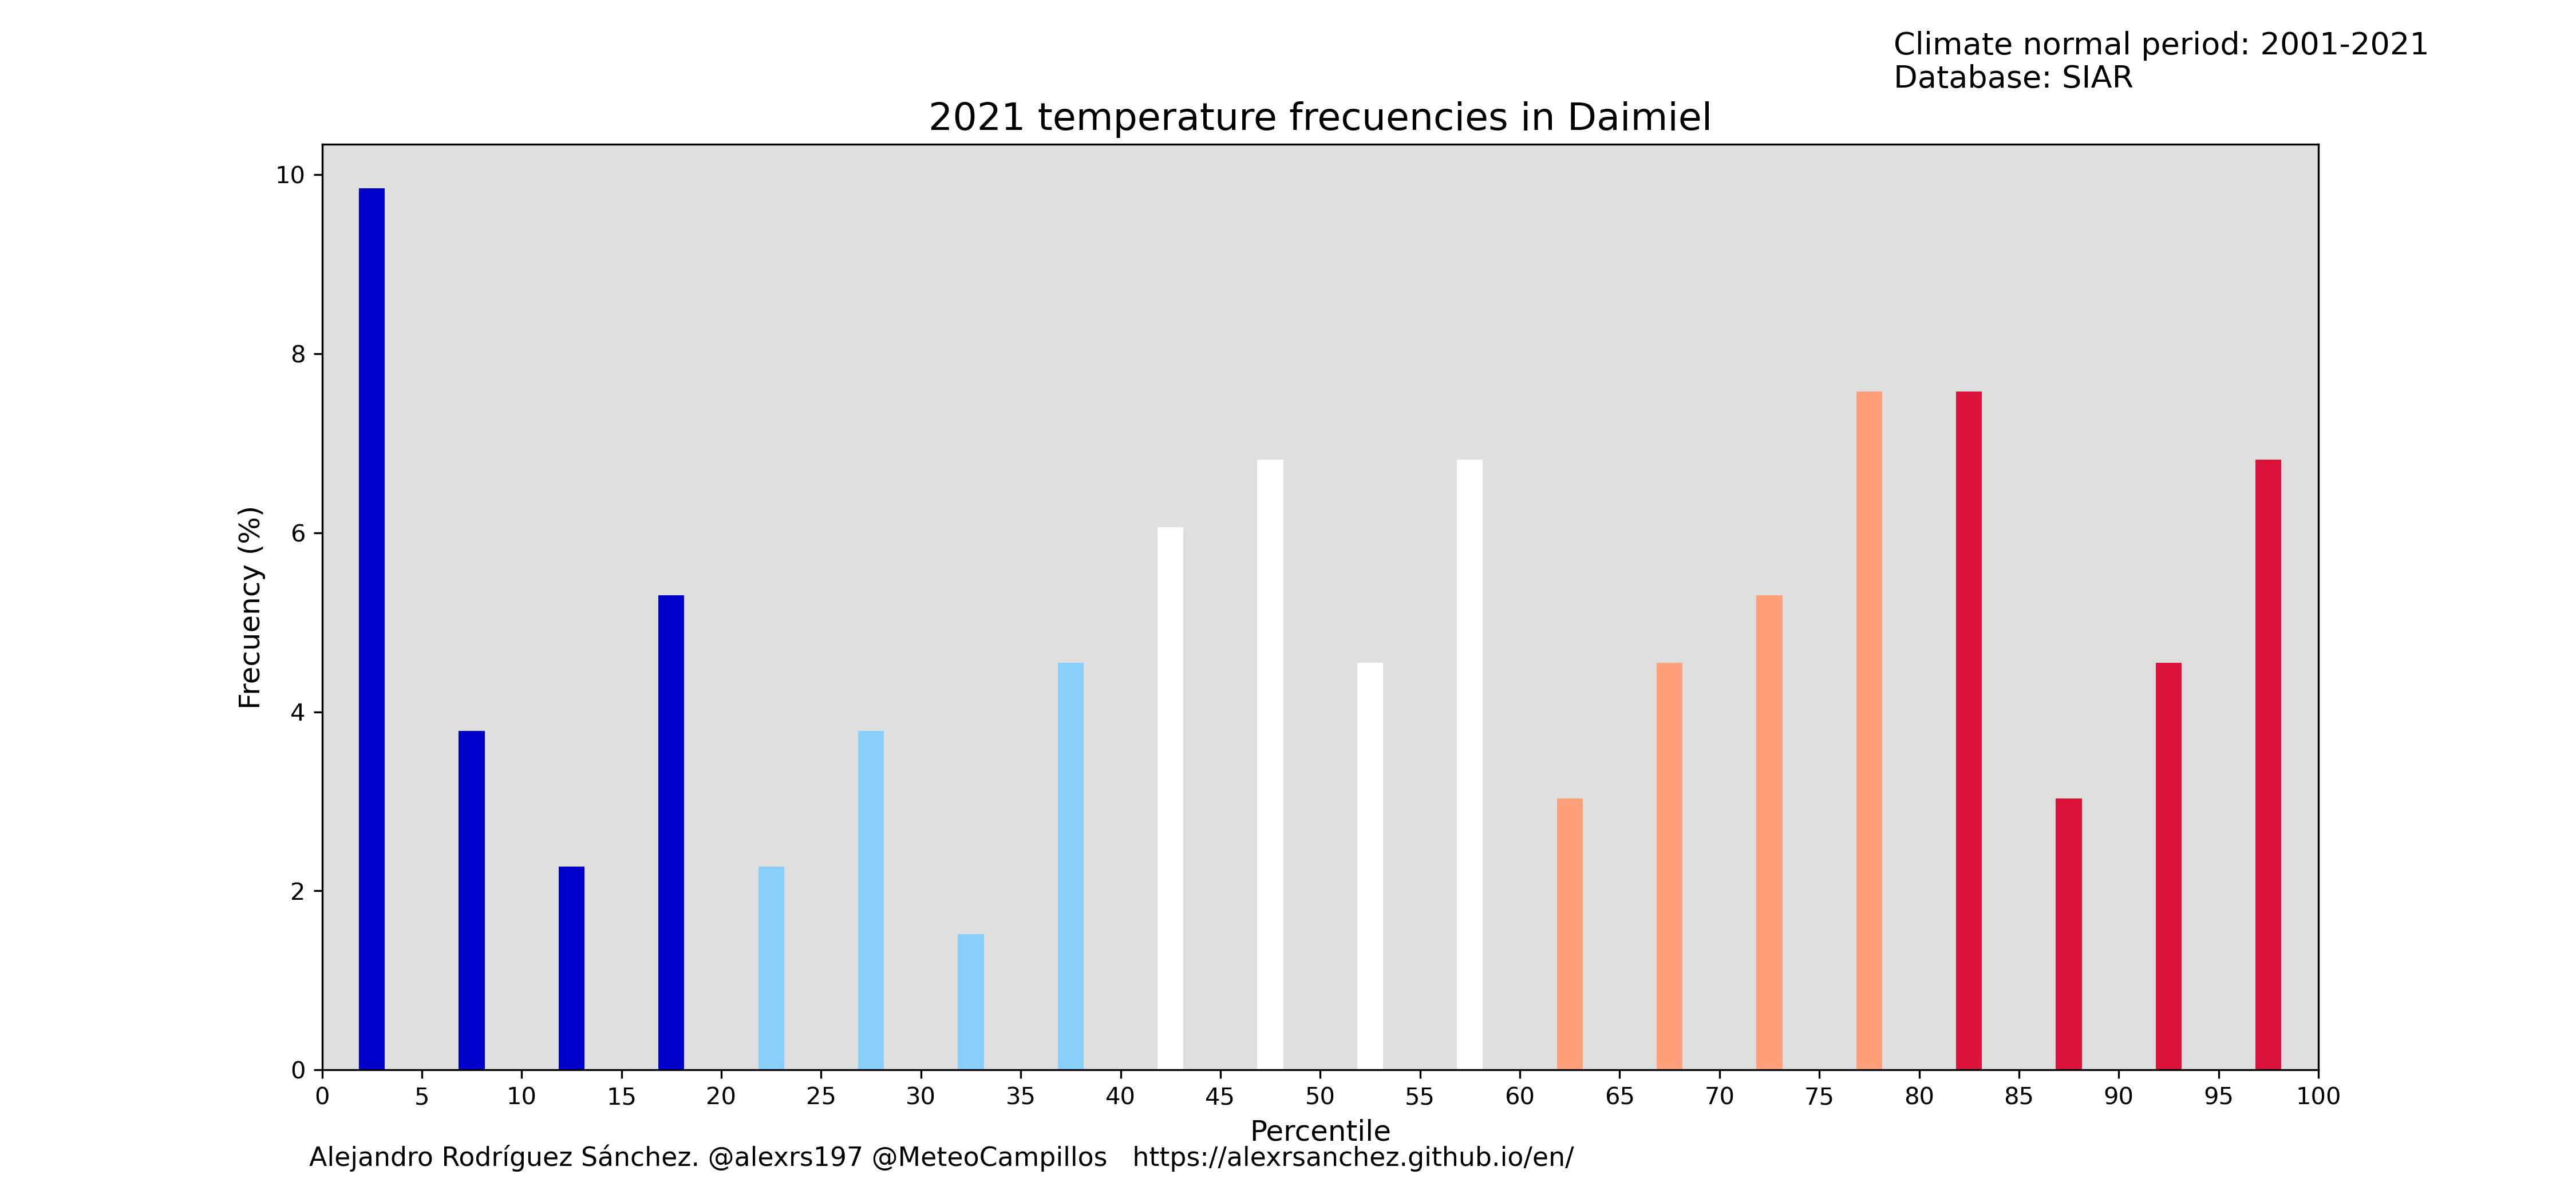 Climate normal period: 2001-2021
Database: SIAR
2021 temperature frecuencies in Daimiel
10
8
6
4
2
0
Frecuency (%)
0 5 10 15 20 25 30 35 40 45 50 55 60 65 70 75 80 85 90 95 100
Percentile
Alejandro Rodríguez Sánchez. @alexrs197 @MeteoCampillos https://alexrsanchez.github.io/en/